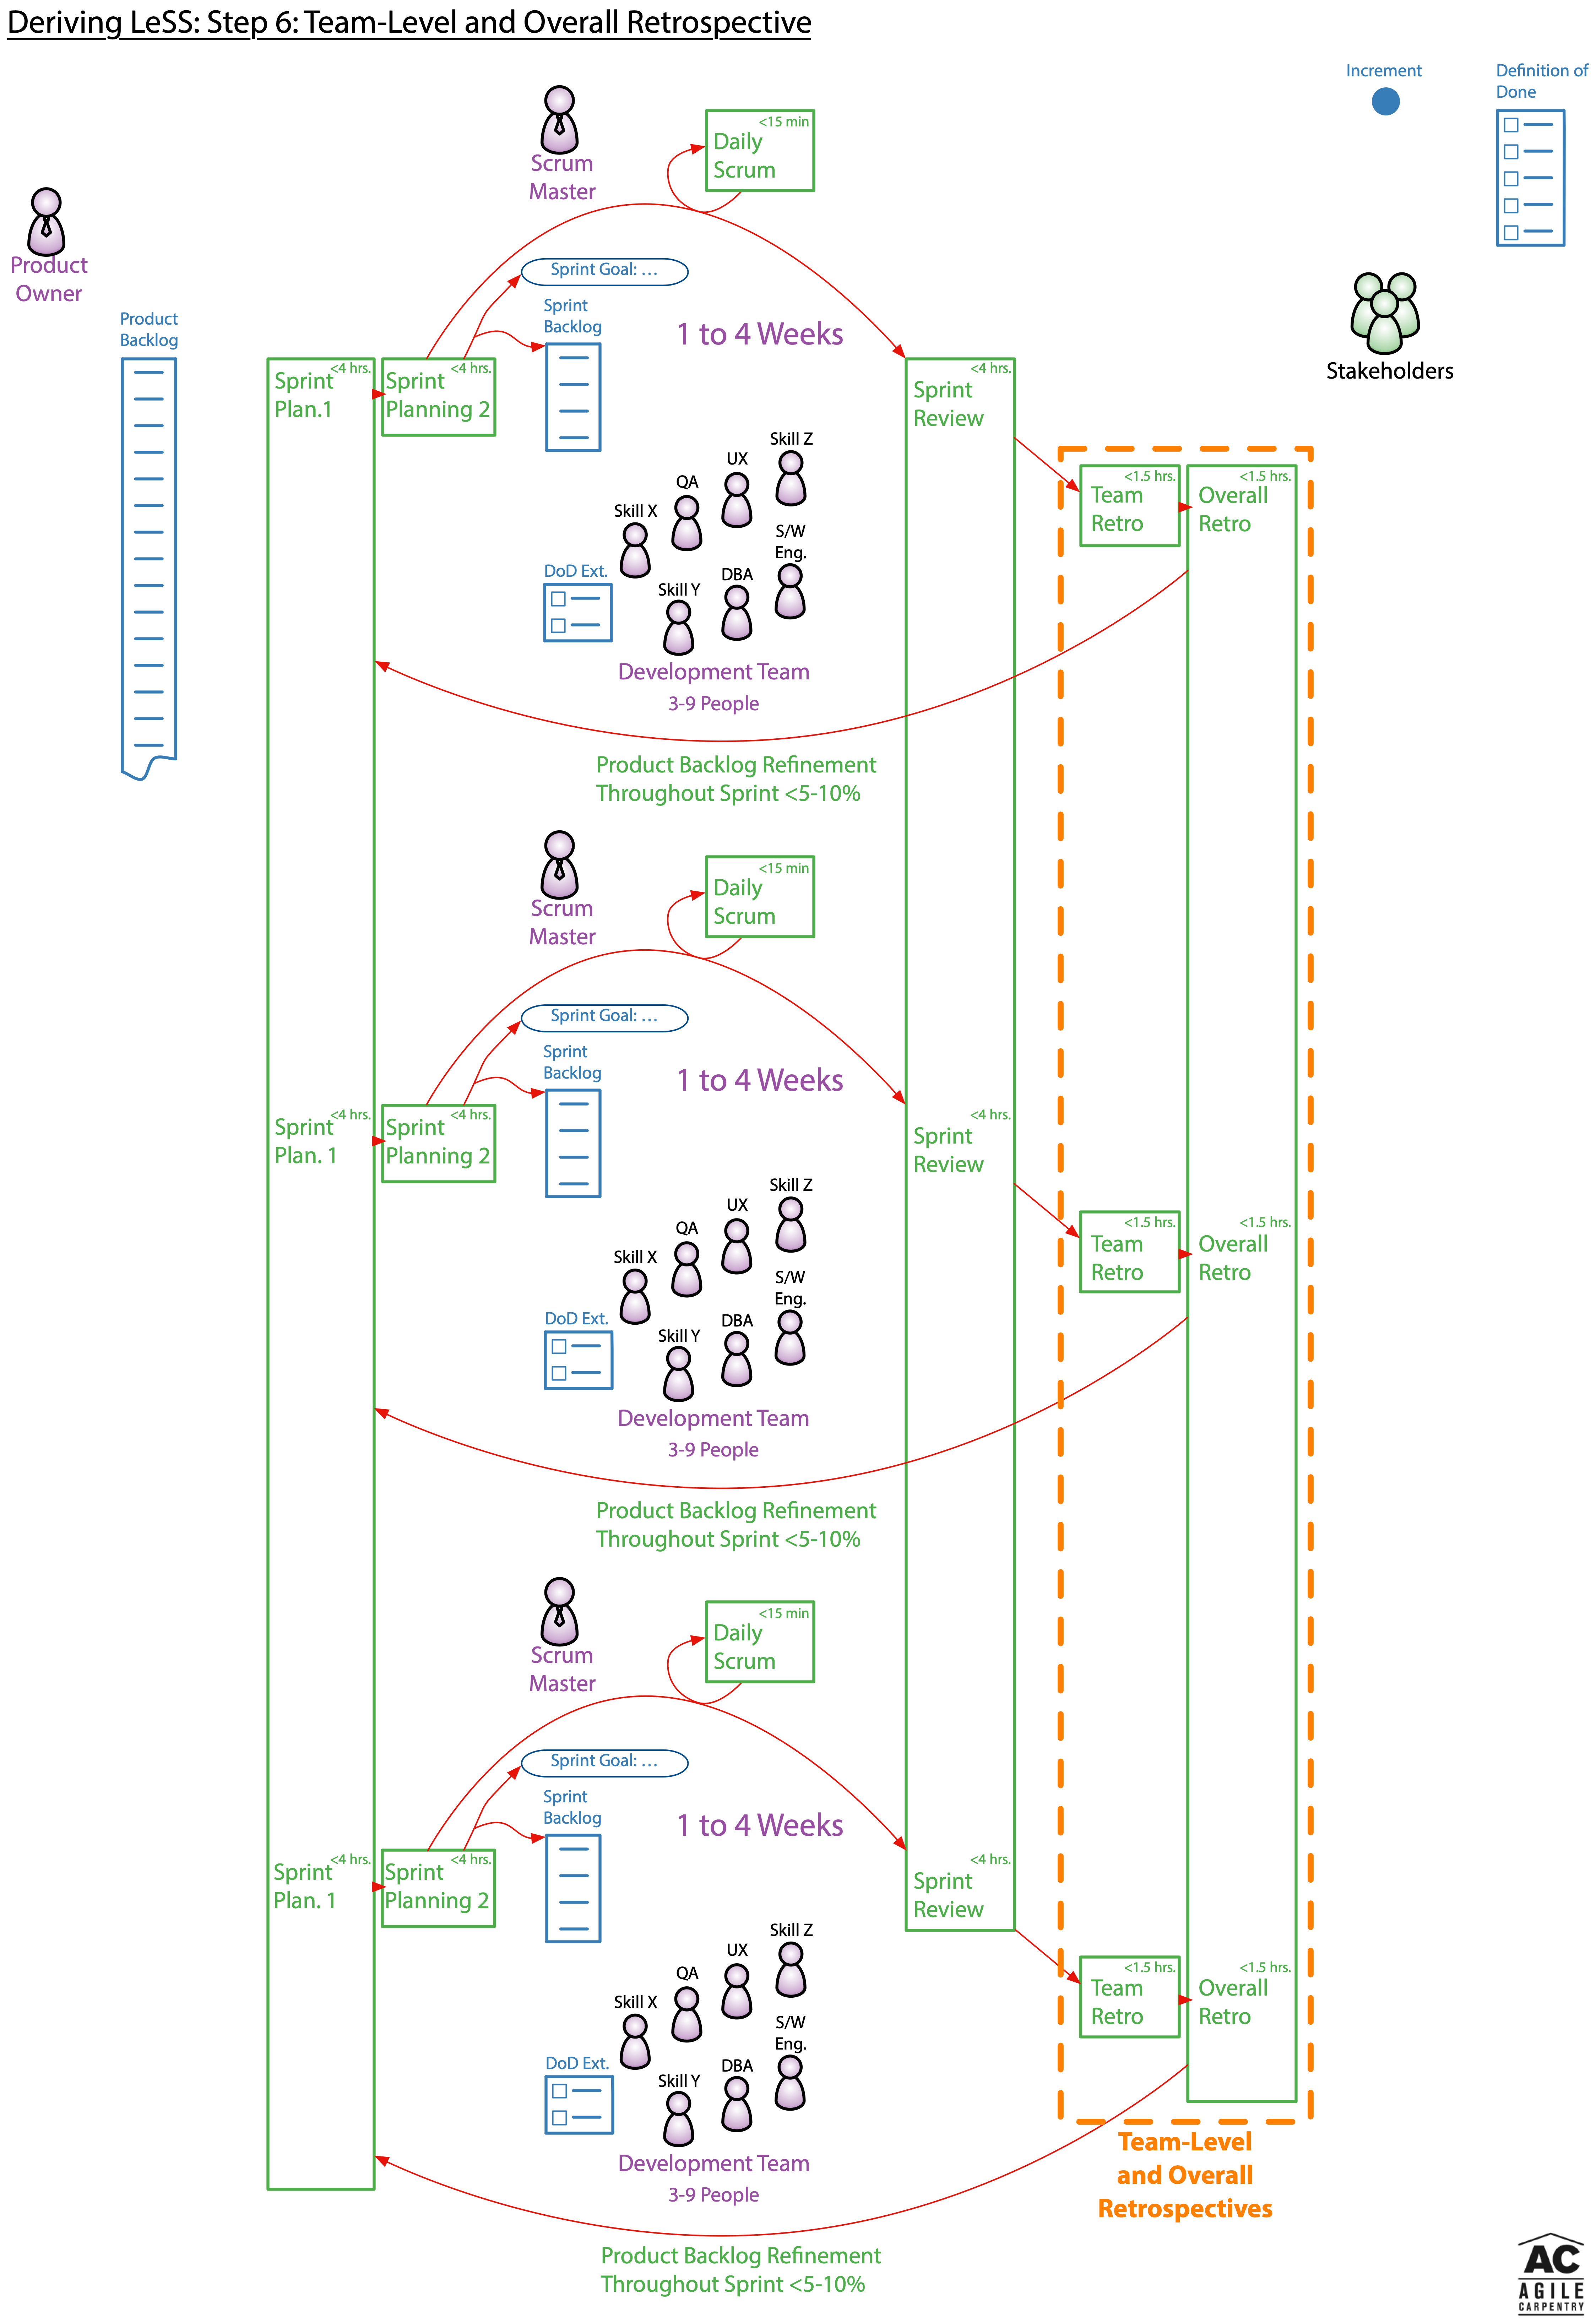 Deriving LeSS: Step 6: Team-Level and Overall Retrospective
Increment
Definition of
Done
Product
Owner
Product
Backlog
Stakeholders
Scrum
Master
<15 min
Daily
Scrum
Sprint Goal: …
Sprint
Backlog
1 to 4 Weeks
<4 hrs.
Sprint
Plan.1
<4 hrs.
Sprint
Planning 2
<4 hrs.
Sprint
Review
<1.5 hrs.
Team
Retro
<1.5 hrs.
Overall
Retro
Skill Z
UX
QA
Skill X
S/W
Eng.
DBA
Skill Y
DoD Ext.
Development Team
3-9 People
Product Backlog Refinement
Throughout Sprint <5-10%
Scrum
Master
<15 min
Daily
Scrum
Sprint Goal: …
Sprint
Backlog
1 to 4 Weeks
<4 hrs.
Sprint
Plan. 1
<4 hrs.
Sprint
Planning 2
<4 hrs.
Sprint
Review
<1.5 hrs.
Team
Retro
<1.5 hrs.
Overall
Retro
Skill Z
UX
QA
Skill X
S/W
Eng.
DBA
Skill Y
DoD Ext.
Development Team
3-9 People
Product Backlog Refinement
Throughout Sprint <5-10%
Scrum
Master
<15 min
Daily
Scrum
Sprint Goal: …
Sprint
Backlog
1 to 4 Weeks
<4 hrs.
Sprint
Plan. 1
<4 hrs.
Sprint
Planning 2
<4 hrs.
Sprint
Review
<1.5 hrs.
Team
Retro
<1.5 hrs.
Overall
Retro
Skill Z
UX
QA
Skill X
S/W
Eng.
DBA
Skill Y
DoD Ext.
Development Team
3-9 People
Product Backlog Refinement
Throughout Sprint <5-10%
Team-Level
and Overall
Retrospectives
AC
AGILE
CARPENTRY